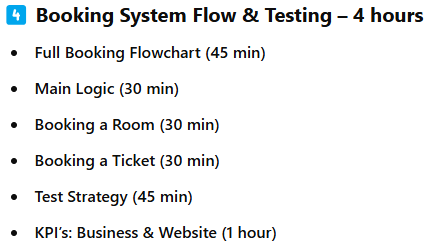 4 Booking System Flow & Testing – 4 hours
• Full Booking Flowchart (45 min)
• Main Logic (30 min)
• Booking a Room (30 min)
• Booking a Ticket (30 min)
• Test Strategy (45 min)
• KPI’s: Business & Website (1 hour)